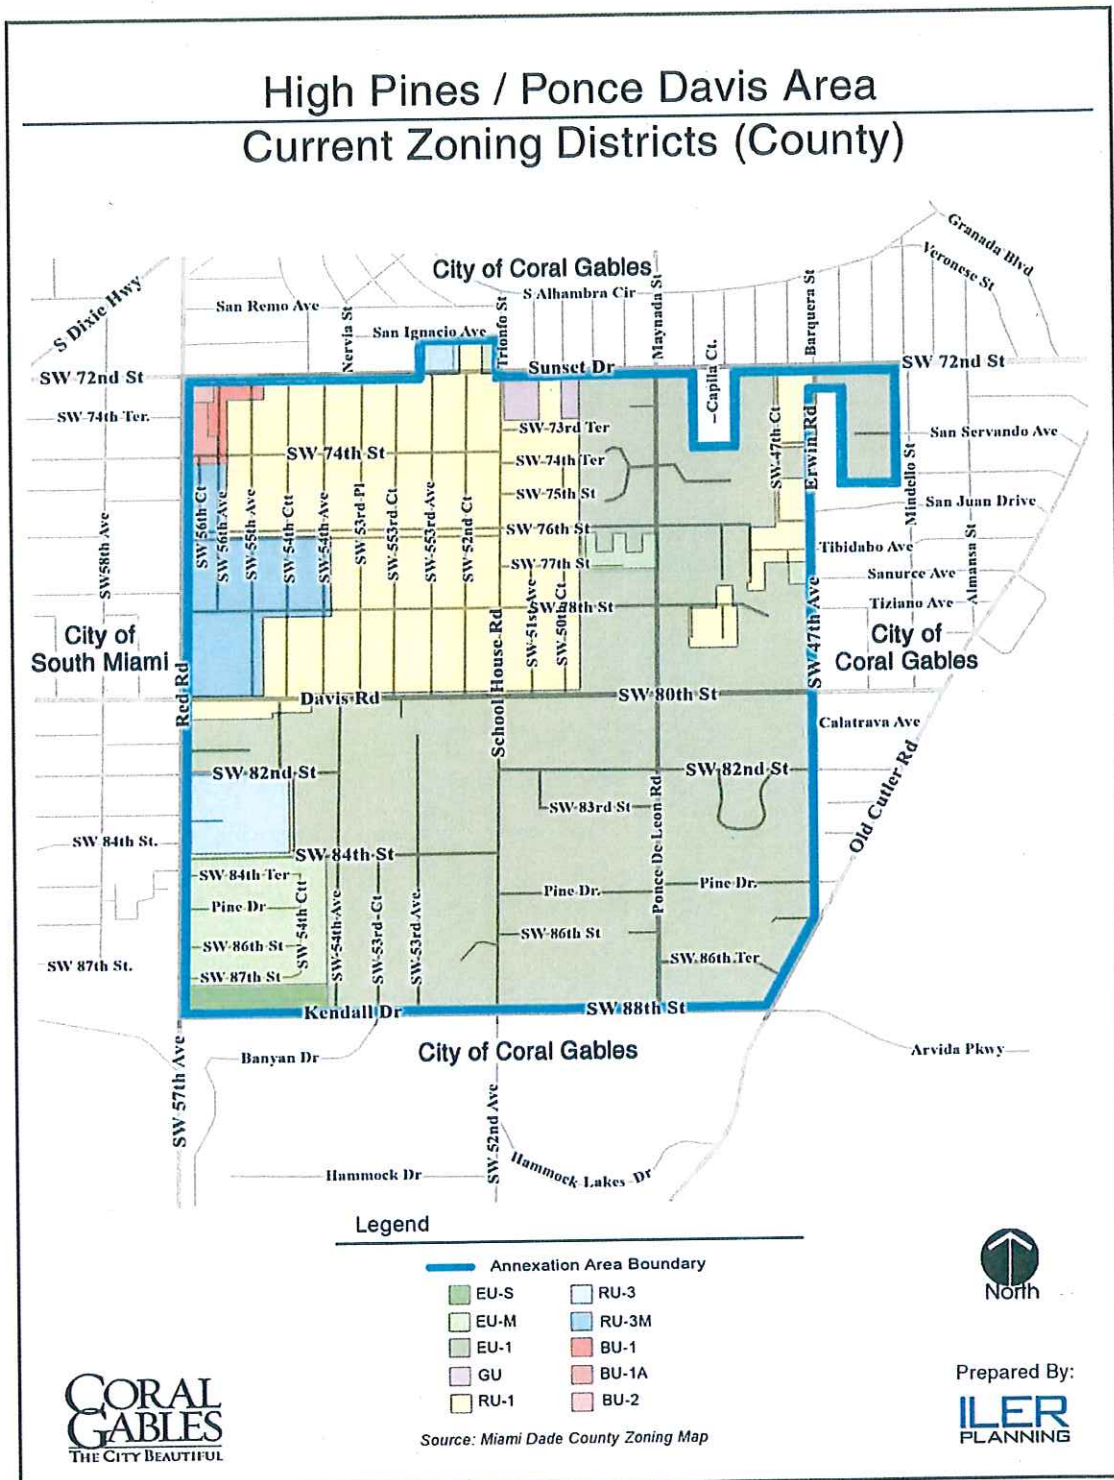 High Pines / Ponce Davis Area
Current Zoning Districts (County)
Granada Blvd
Veronese St
City of Coral Gables
S Alhambra Cir
S Dixie Hwy
San Remo Ave
Nervia St
San Ignacio Ave
Trionfo St
Maynada St
Barquera St
Capila Ct.
SW 72nd St
Sunset Dr
SW 72nd St
SW 74th Ter.
SW 73rd Ter
SW 47th Ct
Erwin Rd
San Servando Ave
SW 74th St
SW 74th Ter
SW 75th St
Mindello St
San Juan Drive
SW58th Ave
SW 56th Ct
SW 56th Ave
SW 55th Ave
SW 54th Ctt
SW 54th Ave
SW 53rd Pl
SW 553rd Ct
SW 553rd Ave
SW 52nd Ct
SW 76th St
Tibidabo Ave
Almansa St
SW 77th St
Sanurce Ave
SW 51st Ave
SW 50th Ct
SW 78th St
Tiziano Ave
City of
South Miami
Red Rd
School House Rd
SW 47th Ave
City of
Coral Gables
Davis Rd
SW 80th St
Calatrava Ave
SW 82nd St
SW 82nd St
SW 83rd St
Ponce De Leon Rd
Old Cutler Rd
SW 84th St.
SW 84th St
SW 84th Ter
Pine Dr
SW 54th Ctt
SW 54th Ave
SW 53rd Ct
SW 53rd Ave
Pine Dr.
Pine Dr.
SW 86th St
SW 86th St
SW 86th Ter
SW 87th St.
SW 87th St
Kendall Dr
SW 88th St
SW 57th Ave
Banyan Dr
City of Coral Gables
Arvida Pkwy
SW 52nd Ave
Hammock Dr
Hammock Lakes Dr
Legend
Annexation Area Boundary
EU-S
RU-3
EU-M
RU-3M
EU-1
BU-1
GU
BU-1A
RU-1
BU-2
Source: Miami Dade County Zoning Map
North
CORAL
GABLES
THE CITY BEAUTIFUL
Prepared By:
ILER
PLANNING